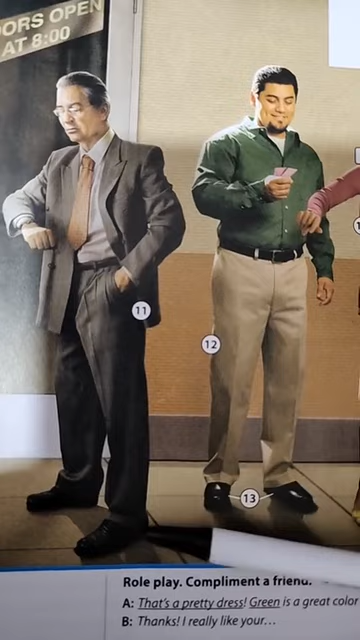 ORS OPEN
AT 8:00
11
12
13
Role play. Compliment a friend.
A: That's a pretty dress! Green is a great color
B: Thanks! I really like your…